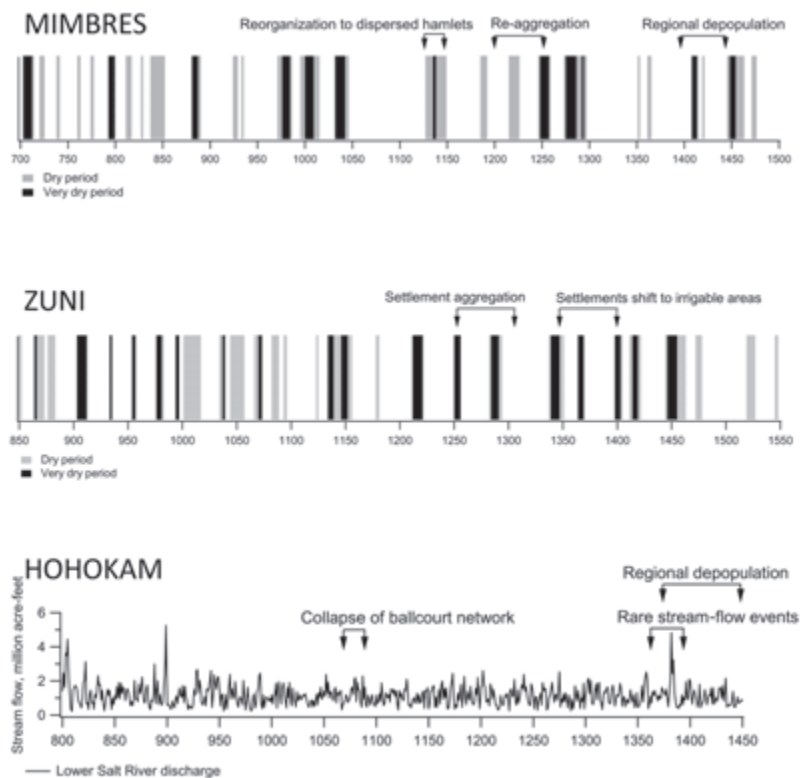 MIMBRES
Reorganization to dispersed hamlets Re-aggregation Regional depopulation
700 750 800 850 900 950 1000 1050 1100 1150 1200 1250 1300 1350 1400 1450 1500
Dry period
Very dry period
ZUNI
Settlement aggregation Settlements shift to irrigable areas
850 900 950 1000 1050 1100 1150 1200 1250 1300 1350 1400 1450 1500 1550
Dry period
Very dry period
HOHOKAM
Regional depopulation
Collapse of ballcourt network Rare stream-flow events
Stream flow, million acre-feet
6
4
2
0
800 850 900 950 1000 1050 1100 1150 1200 1250 1300 1350 1400 1450
Lower Salt River discharge